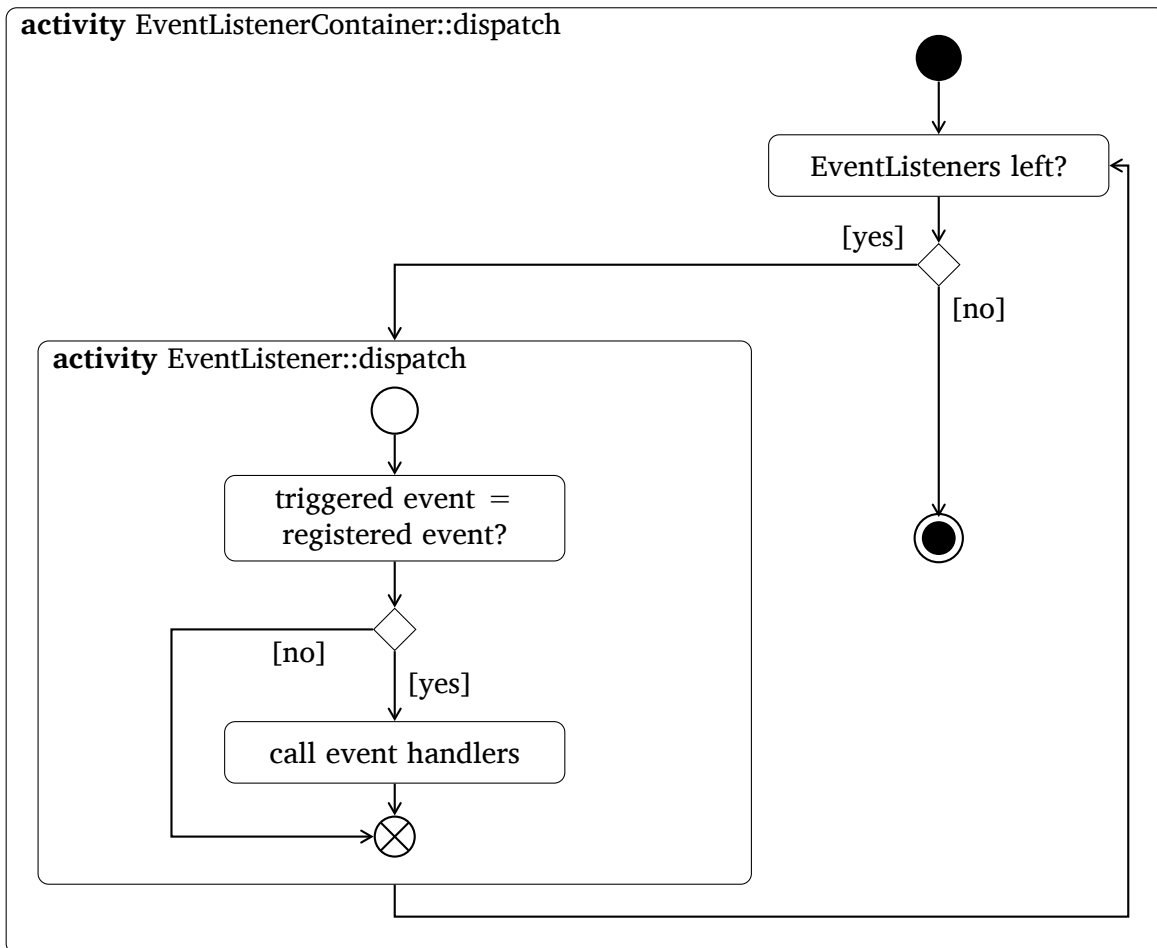 activity EventListenerContainer::dispatch
EventListeners left?
[yes]
[no]
activity EventListener::dispatch
triggered event =
registered event?
[no]
[yes]
call event handlers